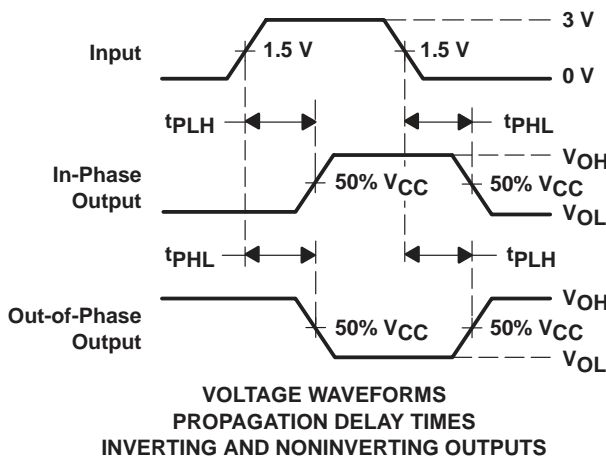 3 V
Input
1.5 V
1.5 V
0 V
tPLH
tPHL
In-Phase
Output
50% VCC
50% VCC
VOH
VOL
tPHL
tPLH
Out-of-Phase
Output
50% VCC
50% VCC
VOH
VOL
VOLTAGE WAVEFORMS
PROPAGATION DELAY TIMES
INVERTING AND NONINVERTING OUTPUTS